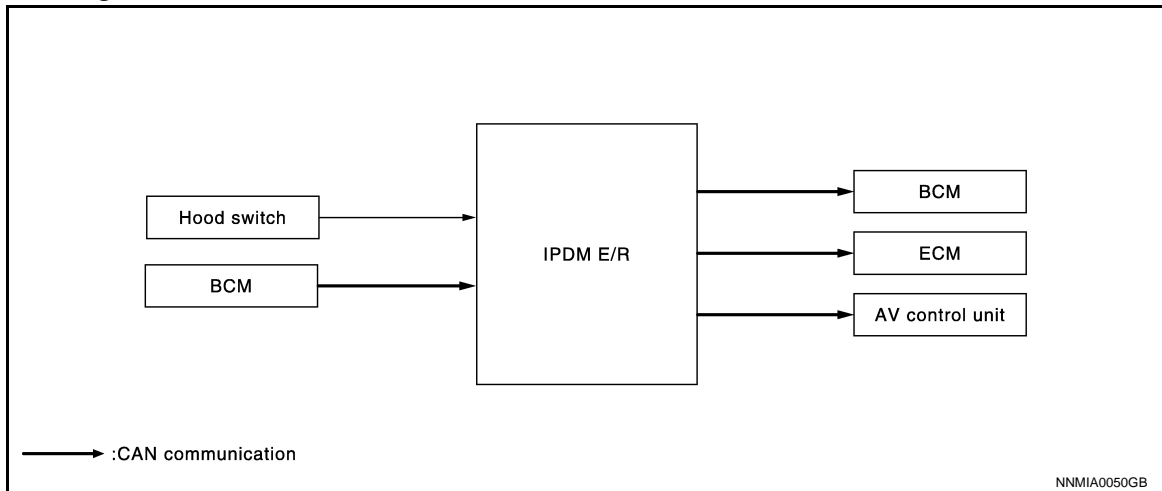 Hood switch
BCM
IPDM E/R
BCM
ECM
AV control unit
:CAN communication
NNMIA0050GB